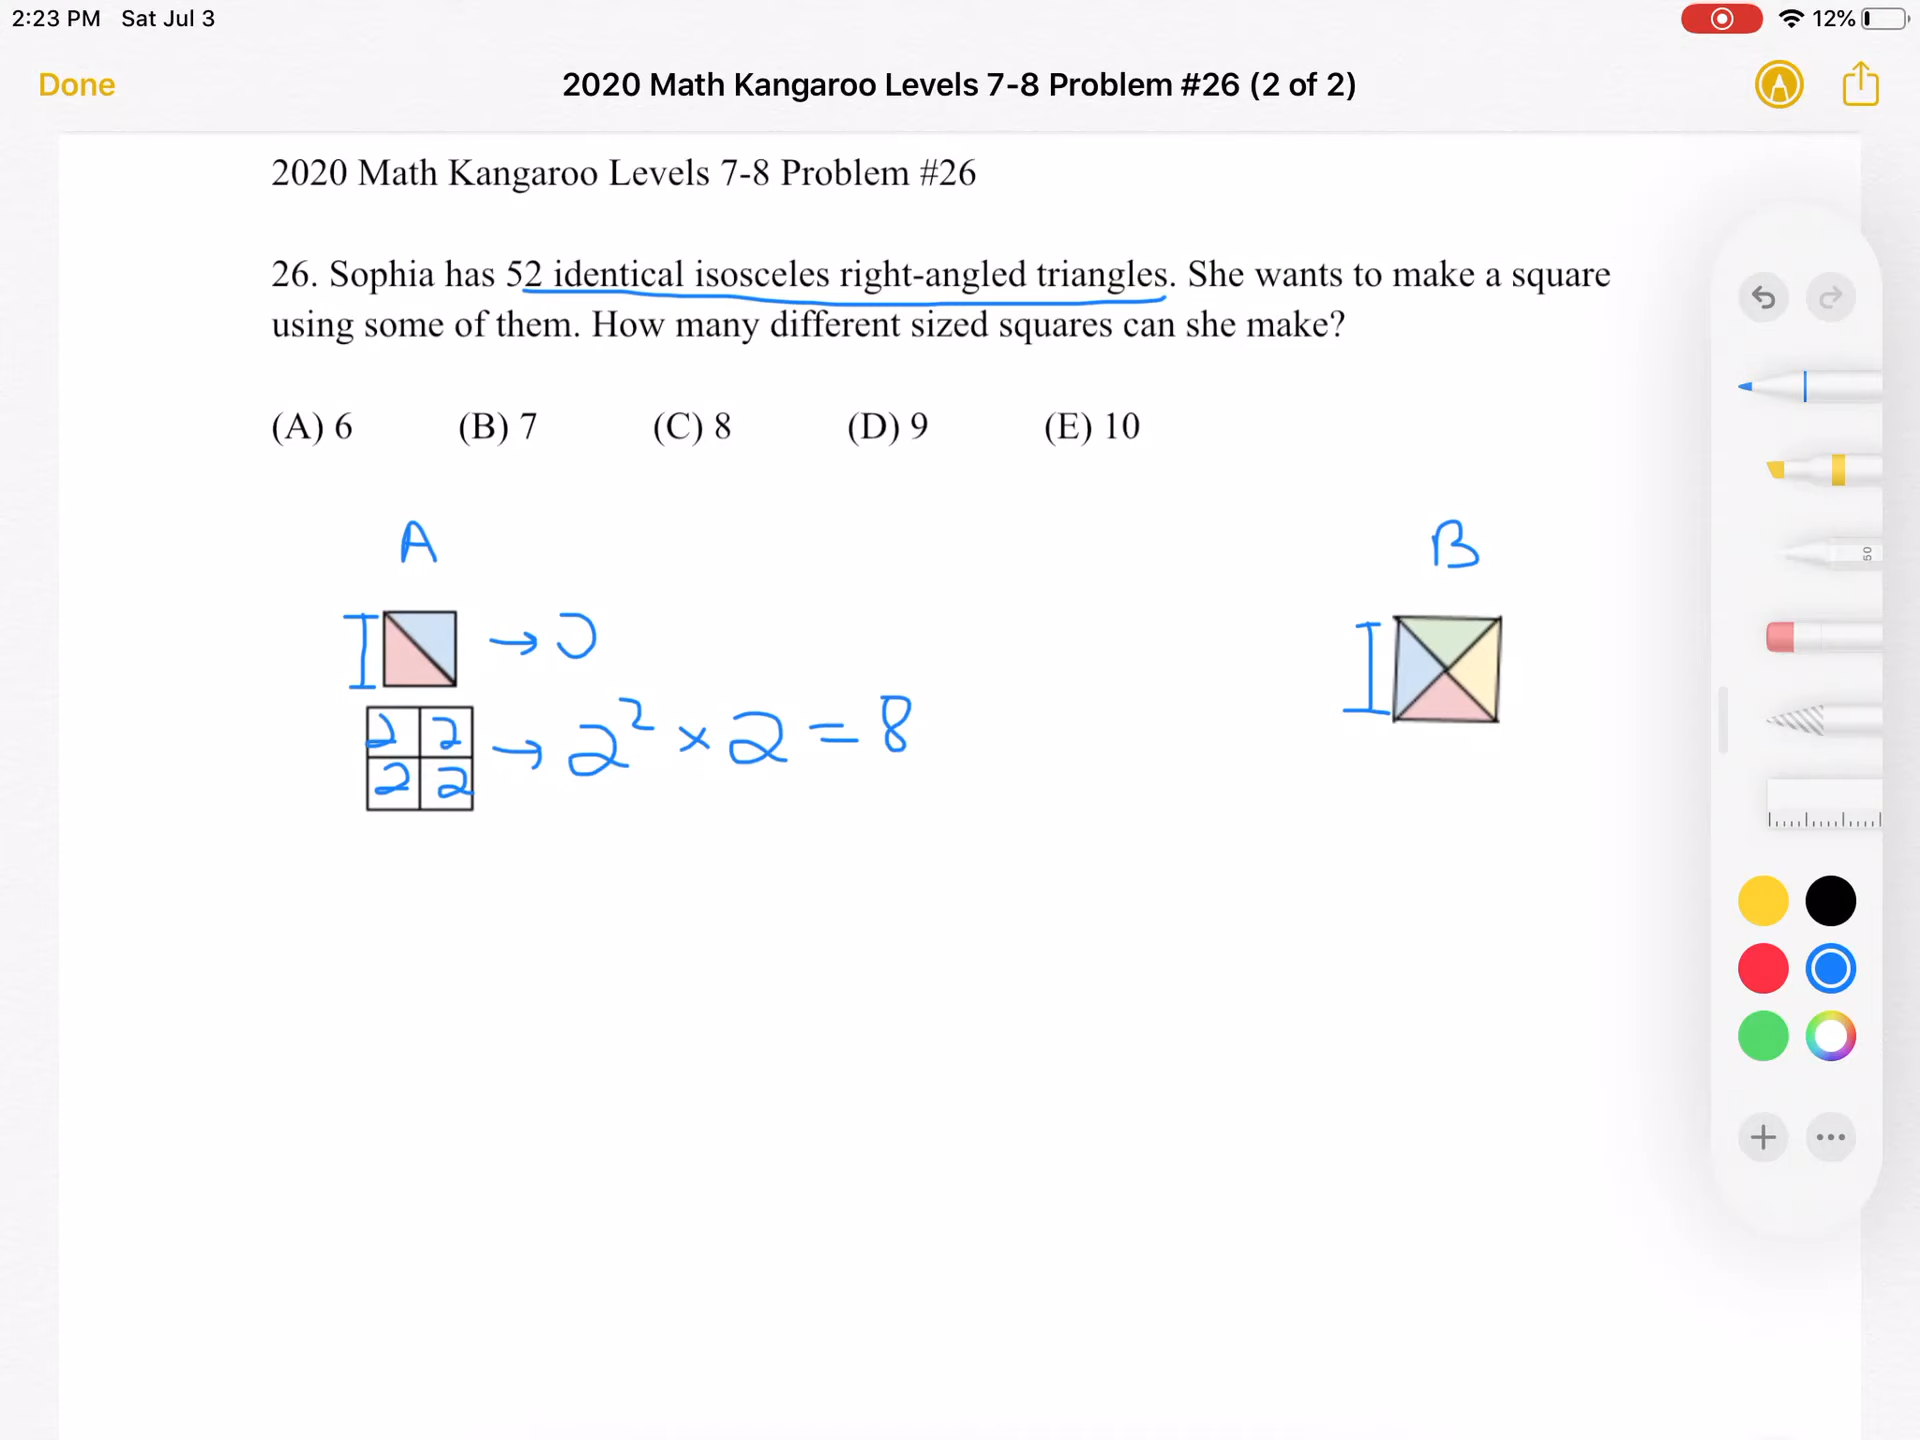 2:23 PM Sat Jul 3
12%
Done
2020 Math Kangaroo Levels 7-8 Problem #26 (2 of 2)
2020 Math Kangaroo Levels 7-8 Problem #26
26. Sophia has 52 identical isosceles right-angled triangles. She wants to make a square
using some of them. How many different sized squares can she make?
(A) 6 (B) 7 (C) 8 (D) 9 (E) 10
A
B
2 2
2 2
→ 2² × 2 = 8
50